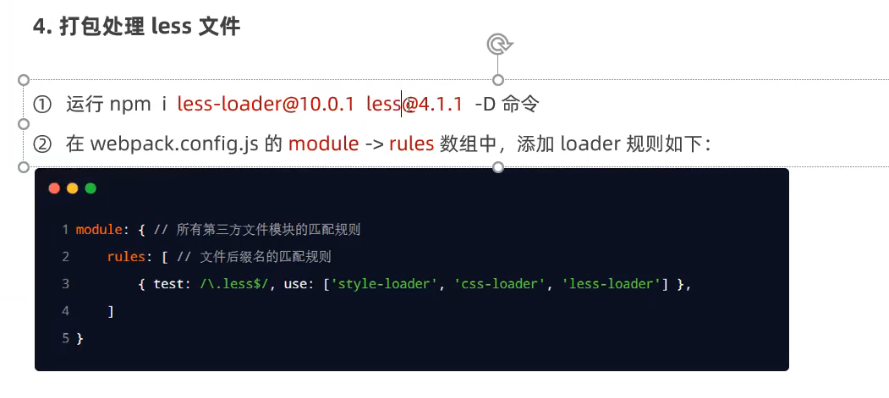 4. 打包处理 less 文件
① 运行 npm i less-loader@10.0.1 less@4.1.1 -D 命令
② 在 webpack.config.js 的 module -> rules 数组中，添加 loader 规则如下：
1 module: { // 所有第三方文件模块的匹配规则
2     rules: [ // 文件后缀名的匹配规则
3         { test: /\.less$/, use: ['style-loader', 'css-loader', 'less-loader'] },
4     ]
5 }